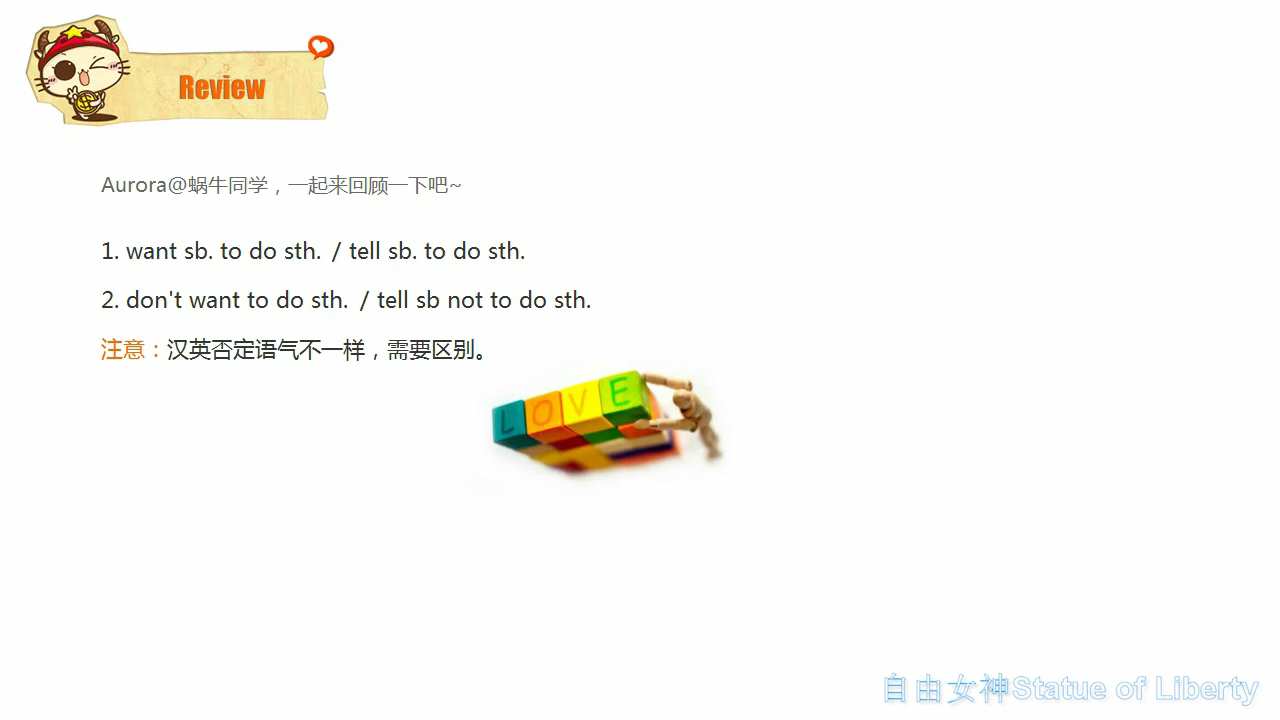 Review
Aurora@蜗牛同学，一起来回顾一下吧~
1. want sb. to do sth. / tell sb. to do sth.
2. don't want to do sth. / tell sb not to do sth.
注意：汉英否定语气不一样，需要区别。
LOVE
自由女神Statue of Liberty